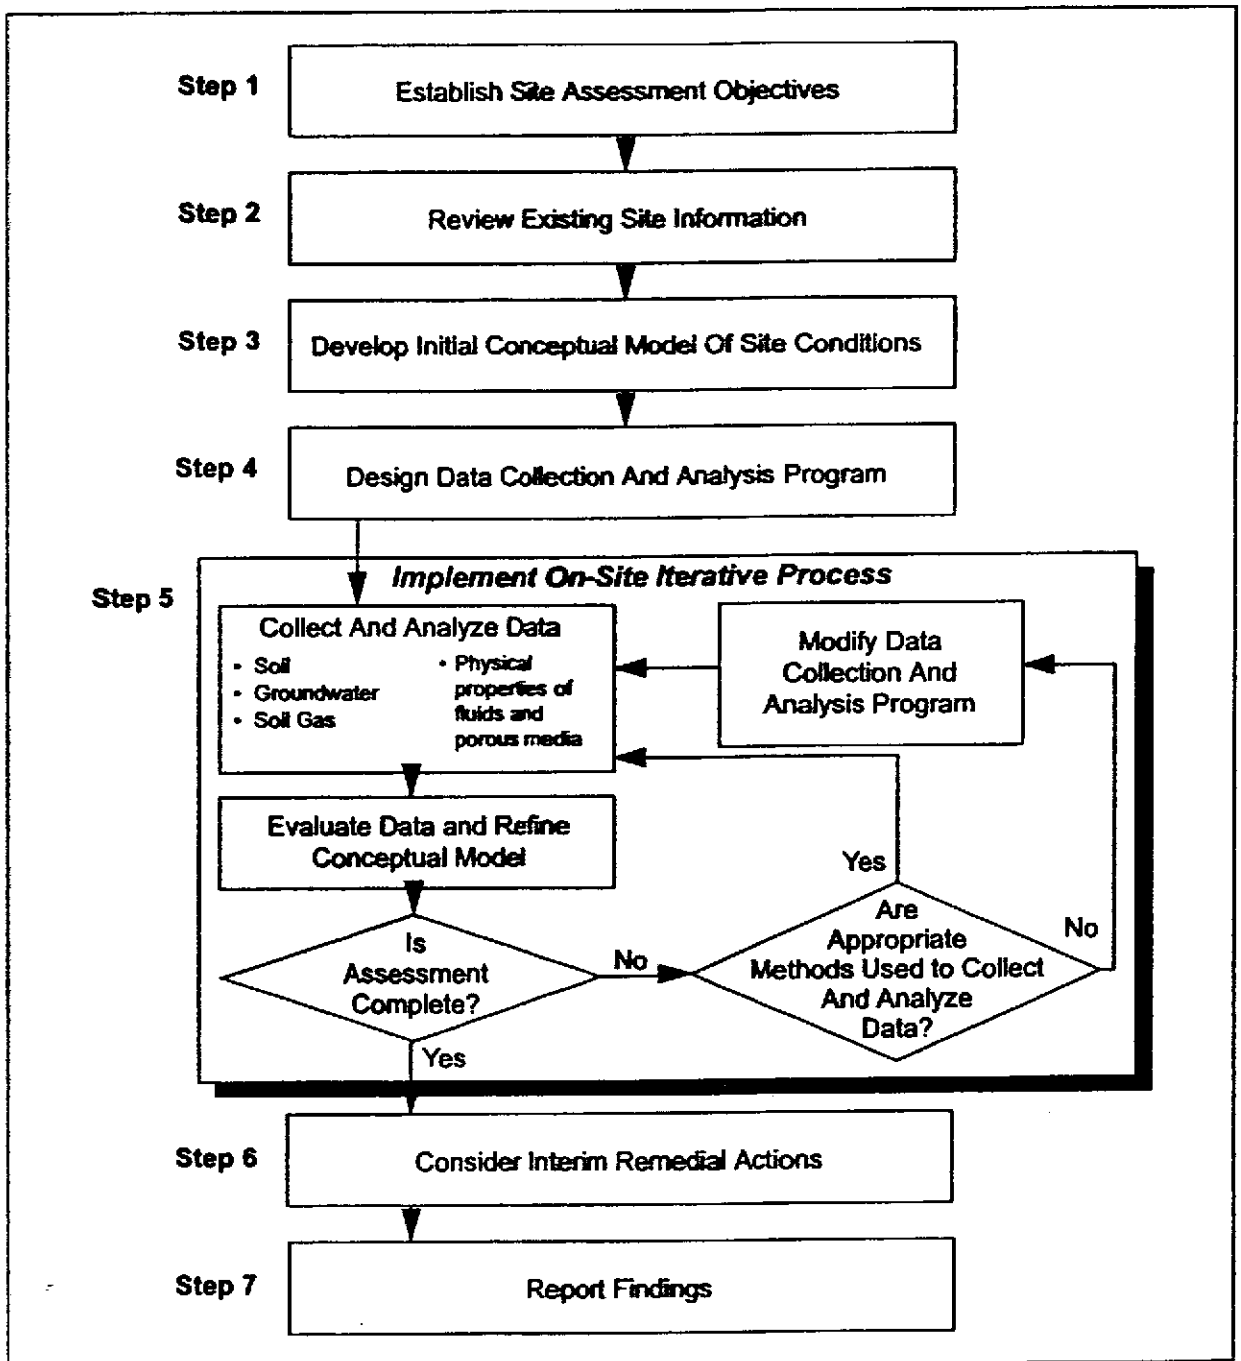 Step 1
Establish Site Assessment Objectives
Step 2
Review Existing Site Information
Step 3
Develop Initial Conceptual Model Of Site Conditions
Step 4
Design Data Collection And Analysis Program
Step 5
Implement On-Site Iterative Process
Collect And Analyze Data
• Soil
• Groundwater
• Soil Gas
• Physical
properties of
fluids and
porous media
Modify Data
Collection And
Analysis Program
Evaluate Data and Refine
Conceptual Model
Is
Assessment
Complete?
No
Yes
Are
Appropriate
Methods Used to Collect
And Analyze
Data?
Yes
No
Step 6
Consider Interim Remedial Actions
Step 7
Report Findings